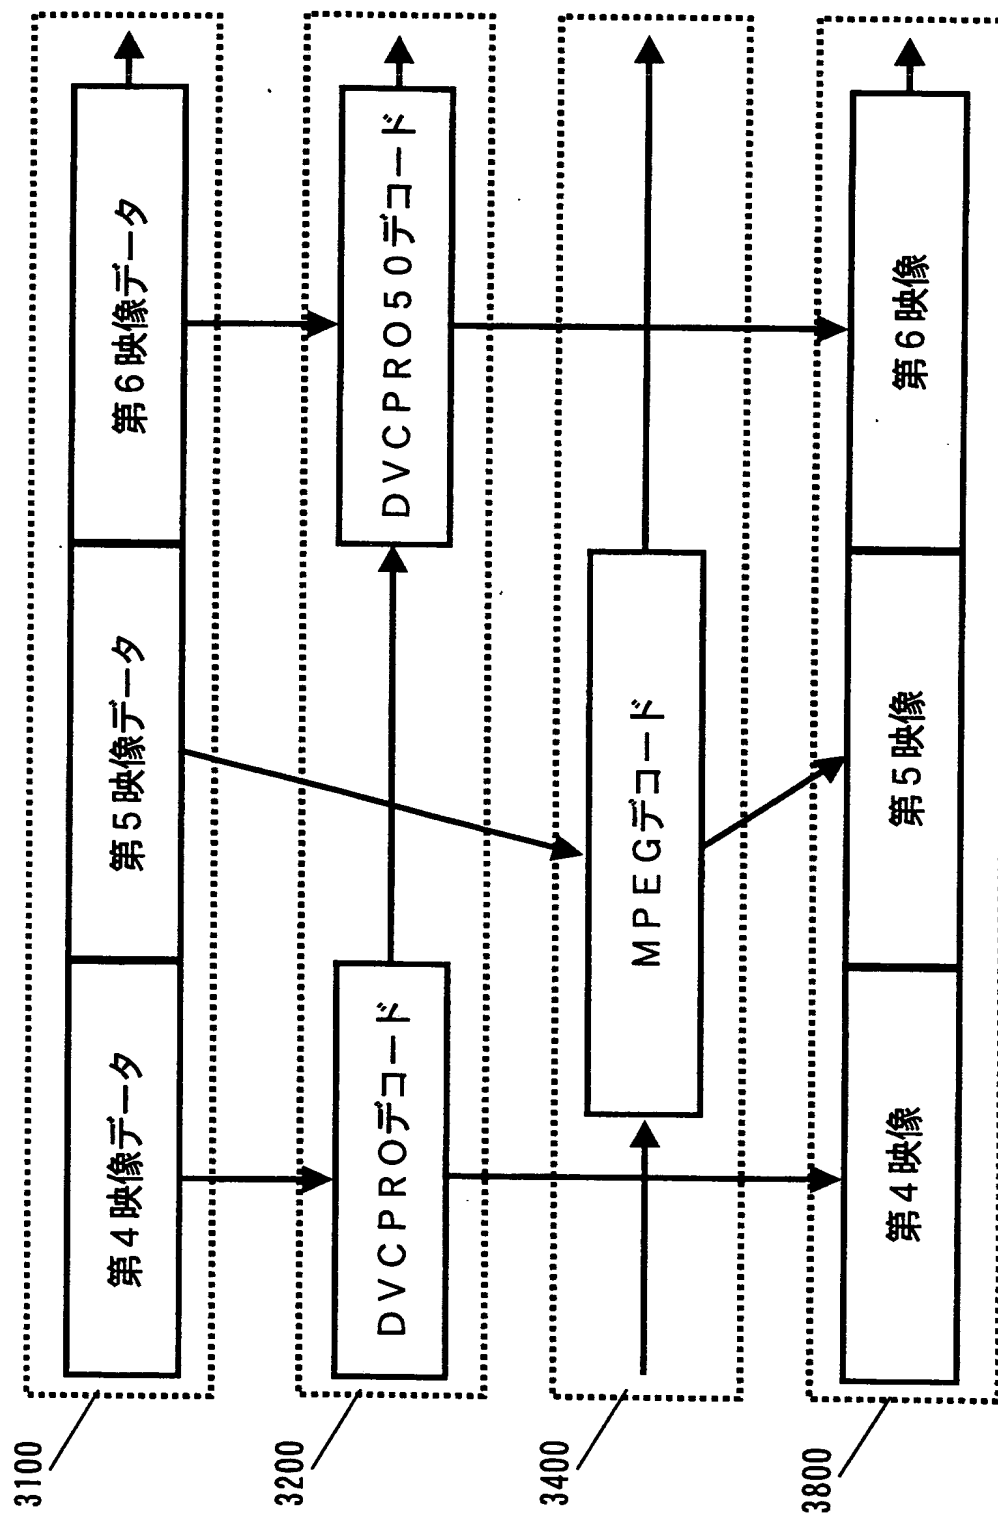 3100
第4映像データ
第5映像データ
第6映像データ
3200
DVCPROデコード
DVCPRO50デコード
3400
MPEGデコード
3800
第4映像
第5映像
第6映像